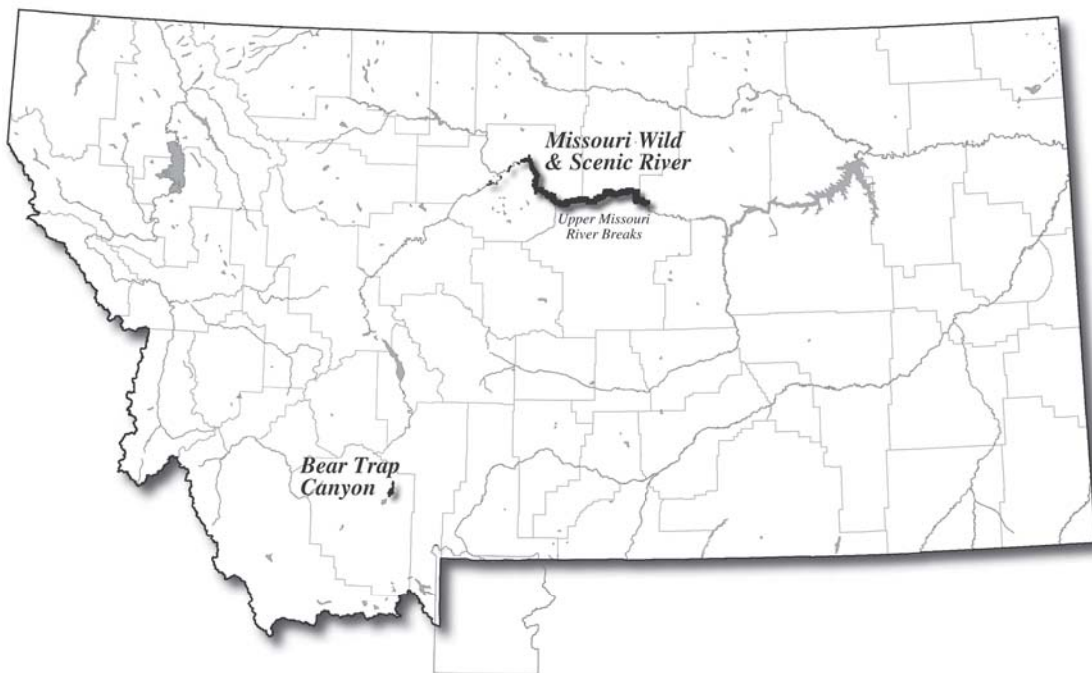 Missouri Wild
& Scenic River
Upper Missouri
River Breaks
Bear Trap
Canyon